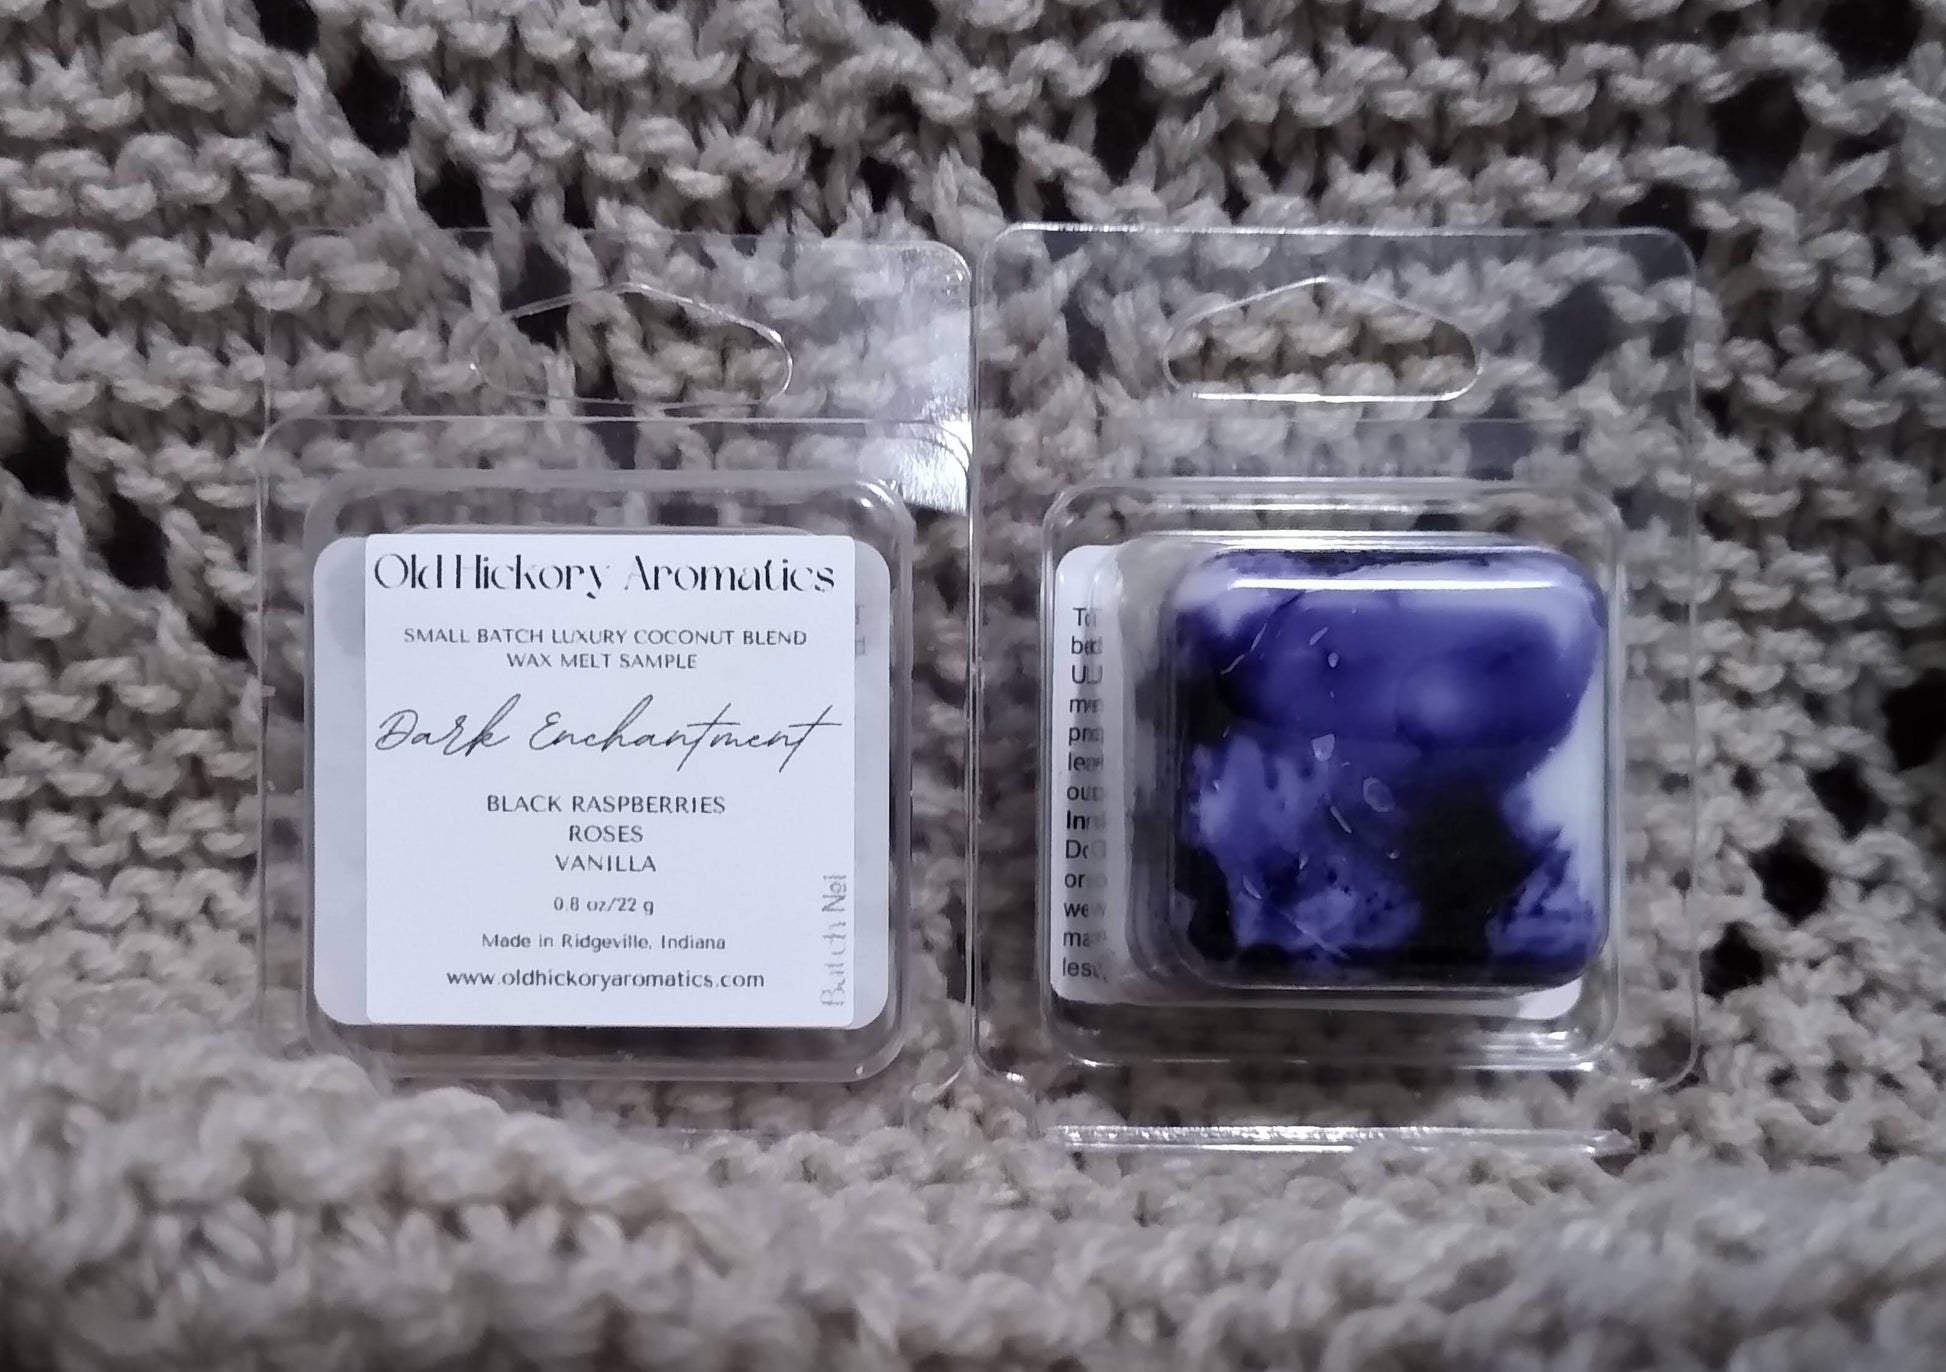 Old Hickory Aromatics
SMALL BATCH LUXURY COCONUT BLEND
WAX MELT SAMPLE
Dark Enchantment
BLACK RASPBERRIES
ROSES
VANILLA
0.8 oz/22 g
Made in Ridgeville, Indiana
www.oldhickoryaromatics.com
Batch No|